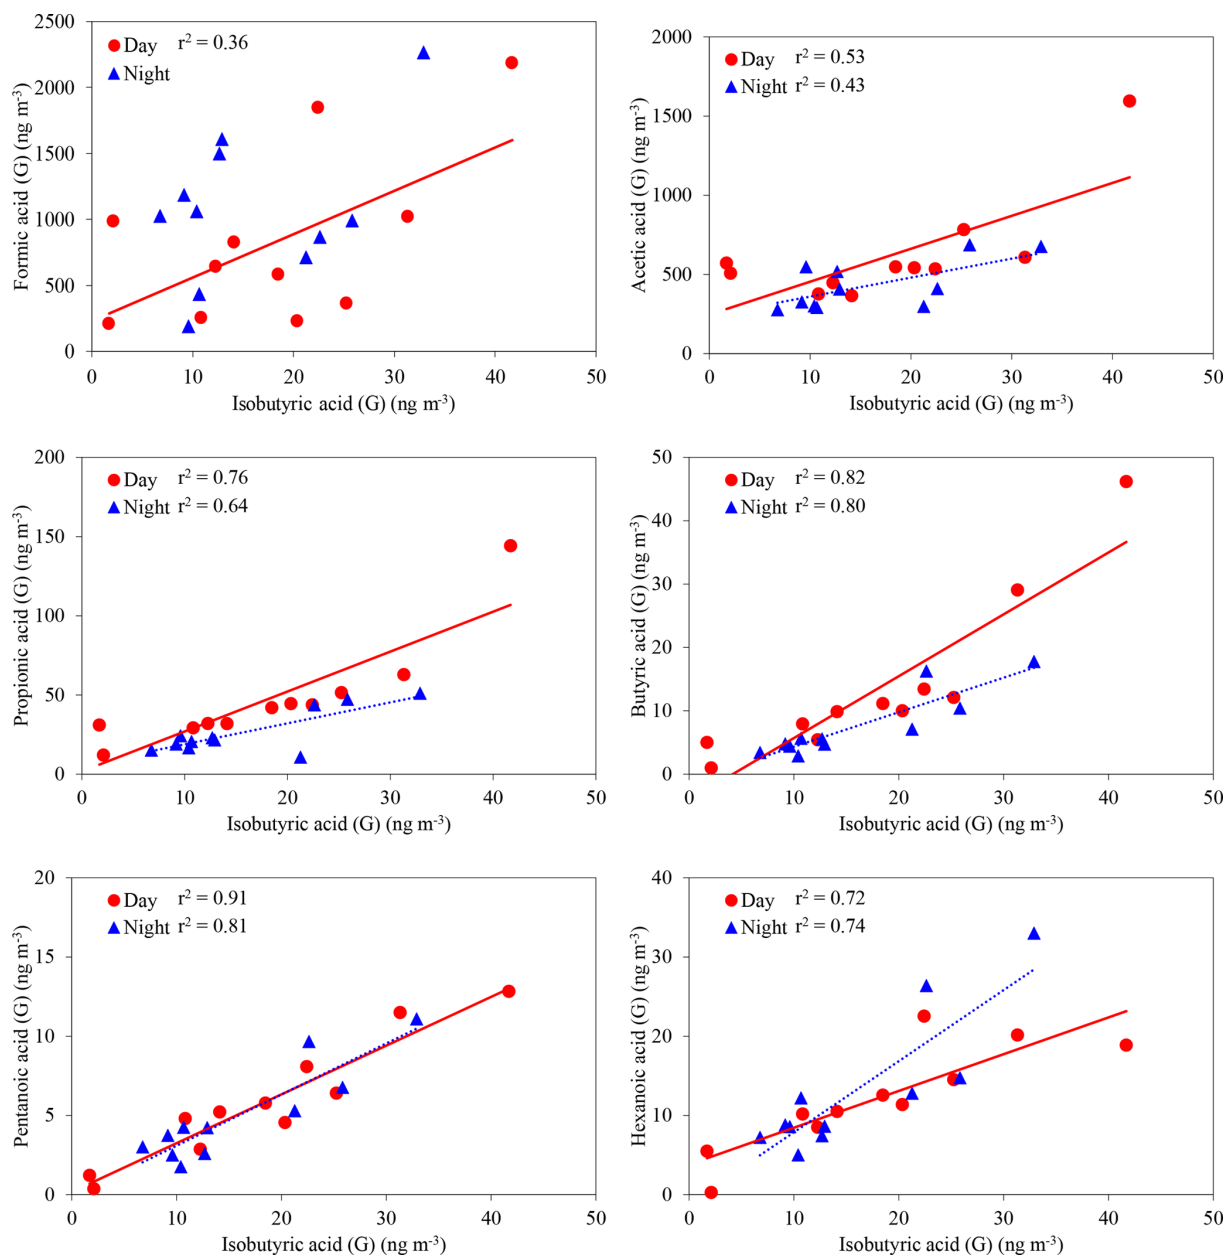 2500
2000
1500
1000
500
0
Formic acid (G) (ng m-3)
Day r2 = 0.36
Night
0 10 20 30 40 50
Isobutyric acid (G) (ng m-3)
2000
1500
1000
500
0
Acetic acid (G) (ng m-3)
Day r2 = 0.53
Night r2 = 0.43
0 10 20 30 40 50
Isobutyric acid (G) (ng m-3)
200
150
100
50
0
Propionic acid (G) (ng m-3)
Day r2 = 0.76
Night r2 = 0.64
0 10 20 30 40 50
Isobutyric acid (G) (ng m-3)
50
40
30
20
10
0
Butyric acid (G) (ng m-3)
Day r2 = 0.82
Night r2 = 0.80
0 10 20 30 40 50
Isobutyric acid (G) (ng m-3)
20
15
10
5
0
Pentanoic acid (G) (ng m-3)
Day r2 = 0.91
Night r2 = 0.81
0 10 20 30 40 50
Isobutyric acid (G) (ng m-3)
40
30
20
10
0
Hexanoic acid (G) (ng m-3)
Day r2 = 0.72
Night r2 = 0.74
0 10 20 30 40 50
Isobutyric acid (G) (ng m-3)